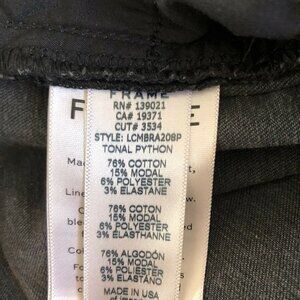 FRAME
RN# 139021
CA# 19371
CUT# 3534
STYLE: LCMBRA208P
TONAL PYTHON
76% COTTON
15% MODAL
6% POLYESTER
3% ELASTANE
76% COTON
15% MODAL
6% POLYESTER
3% ÉLASTHANNE
76% ALGODÓN
15% MODAL
6% POLIÉSTER
3% ELASTANO
MADE IN USA